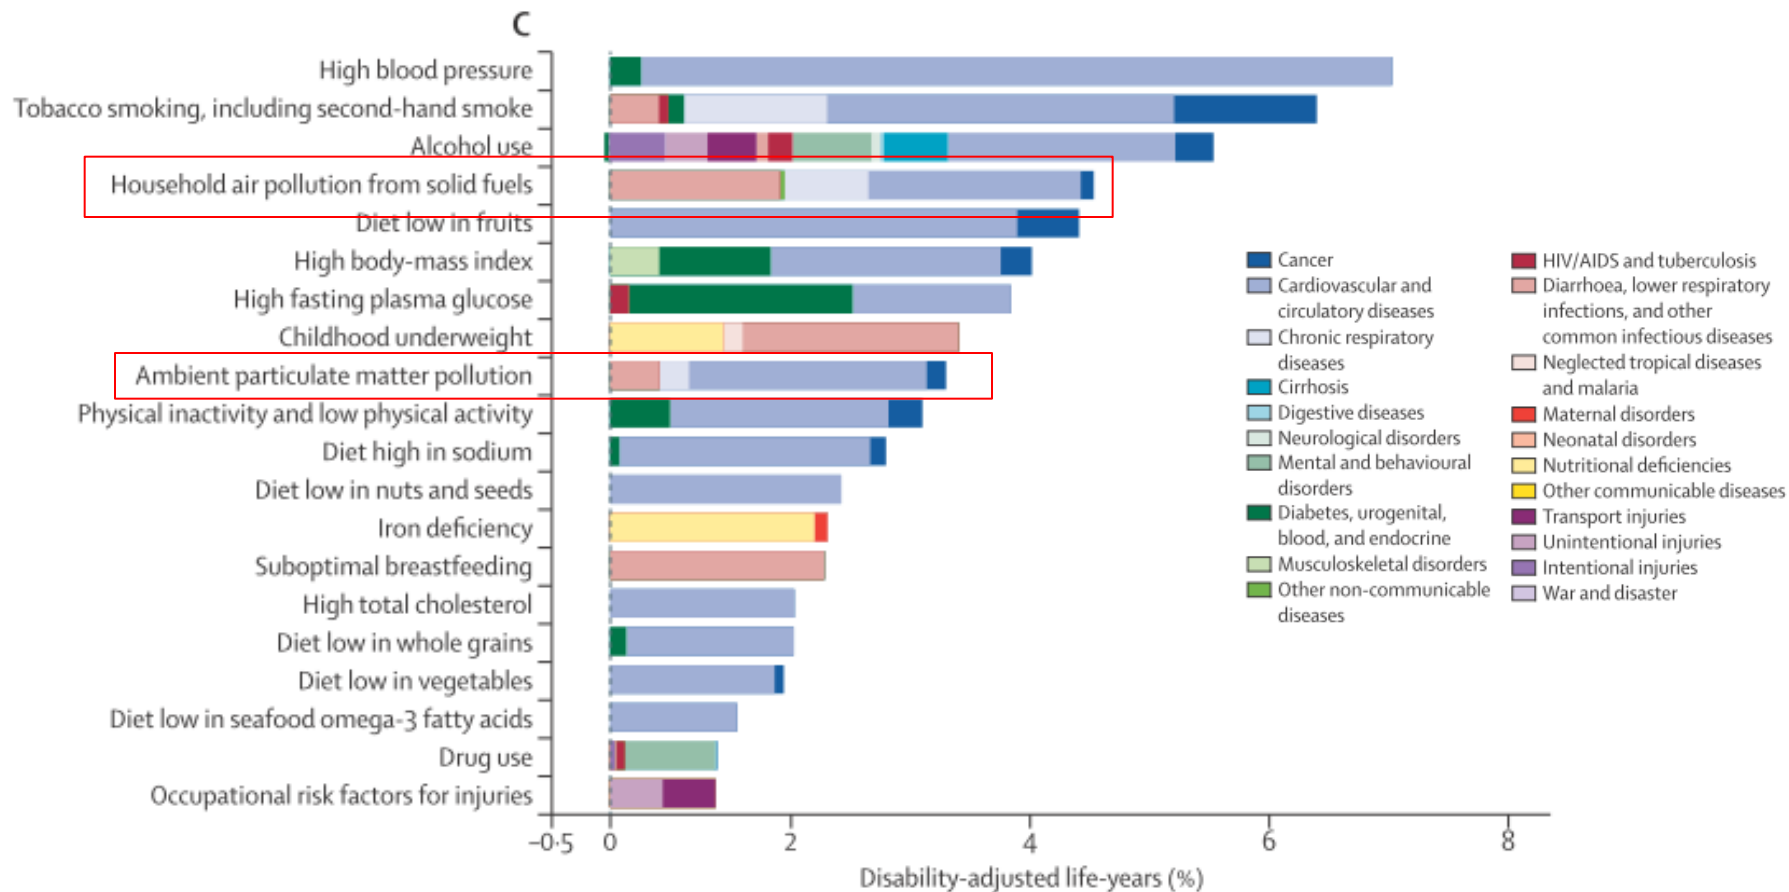 C
High blood pressure
Tobacco smoking, including second-hand smoke
Alcohol use
Household air pollution from solid fuels
Diet low in fruits
High body-mass index
High fasting plasma glucose
Childhood underweight
Ambient particulate matter pollution
Physical inactivity and low physical activity
Diet high in sodium
Diet low in nuts and seeds
Iron deficiency
Suboptimal breastfeeding
High total cholesterol
Diet low in whole grains
Diet low in vegetables
Diet low in seafood omega-3 fatty acids
Drug use
Occupational risk factors for injuries
–0·5 0 2 4 6 8
Disability-adjusted life-years (%)
Cancer
Cardiovascular and
circulatory diseases
Chronic respiratory
diseases
Cirrhosis
Digestive diseases
Neurological disorders
Mental and behavioural
disorders
Diabetes, urogenital,
blood, and endocrine
Musculoskeletal disorders
Other non-communicable
diseases
HIV/AIDS and tuberculosis
Diarrhoea, lower respiratory
infections, and other
common infectious diseases
Neglected tropical diseases
and malaria
Maternal disorders
Neonatal disorders
Nutritional deficiencies
Other communicable diseases
Transport injuries
Unintentional injuries
Intentional injuries
War and disaster